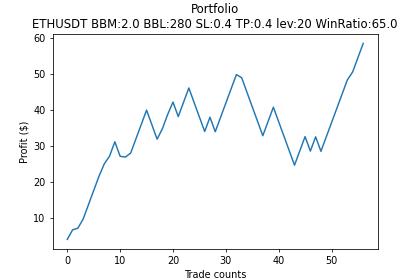 Portfolio
ETHUSDT BBM:2.0 BBL:280 SL:0.4 TP:0.4 lev:20 WinRatio:65.0
60
50
40
30
20
10
Profit ($)
0 10 20 30 40 50
Trade counts